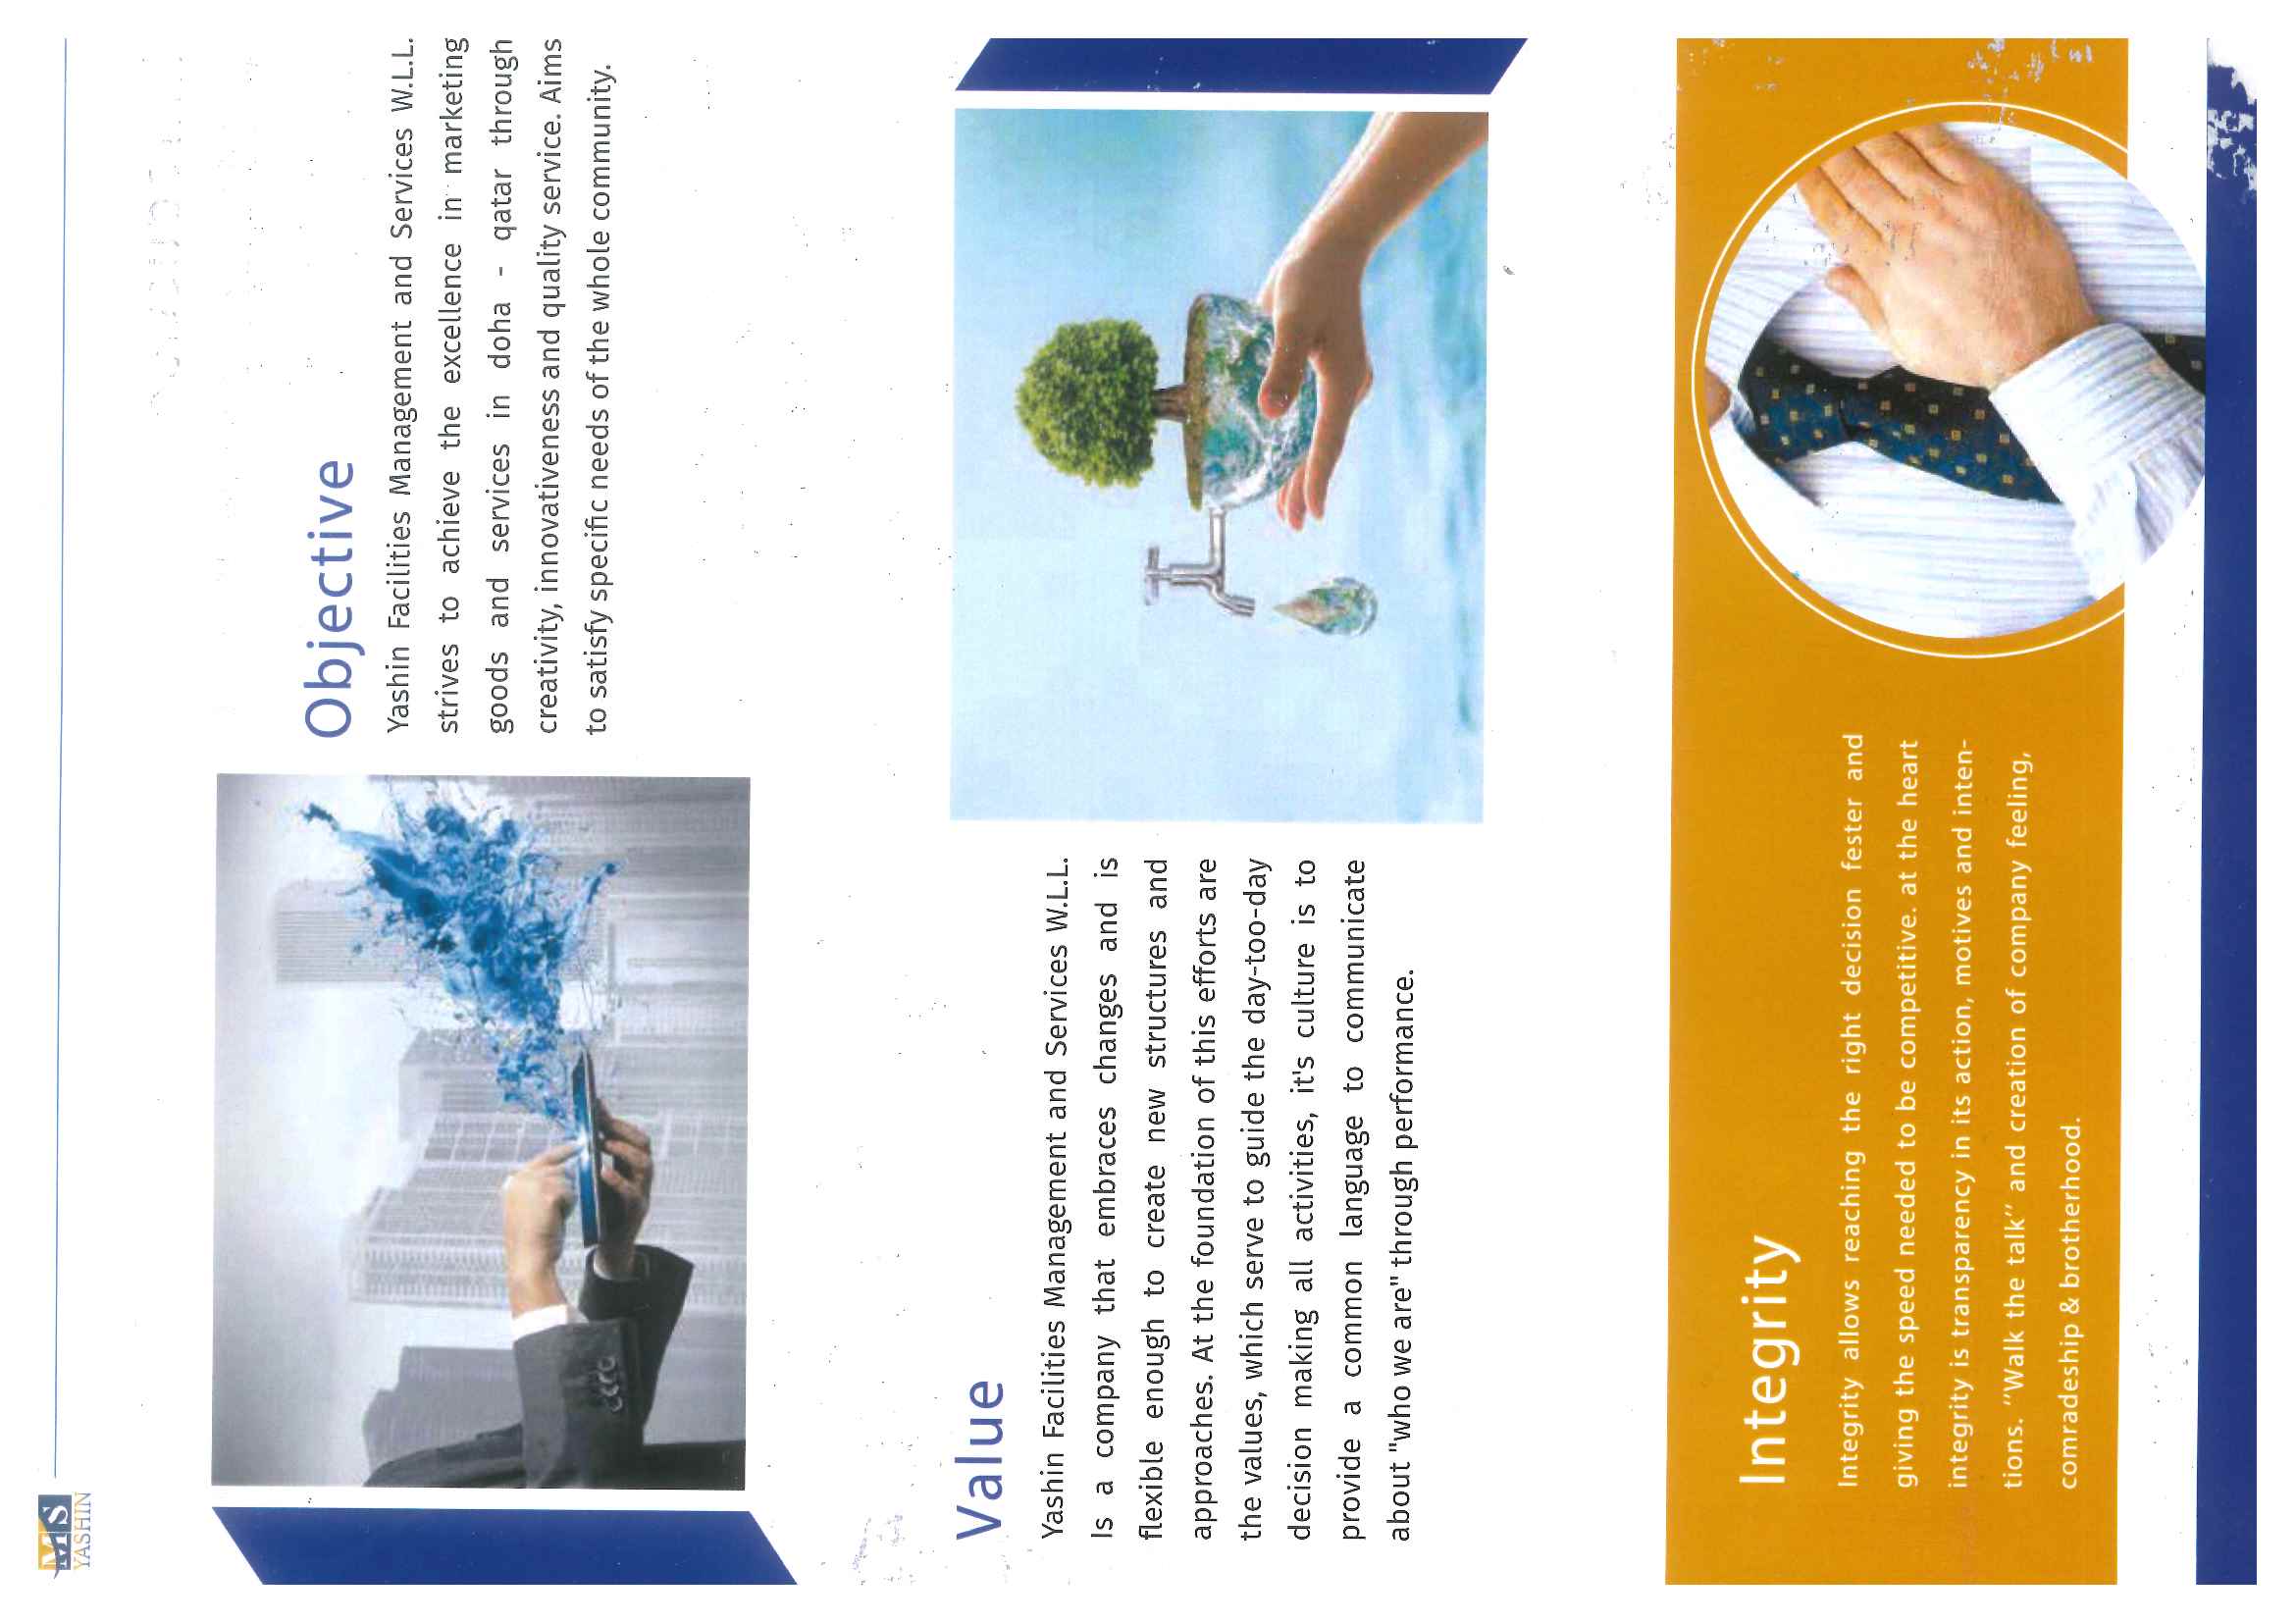 MS
YASHIN
Objective
Yashin Facilities Management and Services W.L.L.
strives to achieve the excellence in marketing
goods and services in doha - qatar through
creativity, innovativeness and quality service. Aims
to satisfy specific needs of the whole community.
Value
Yashin Facilities Management and Services W.L.L.
Is a company that embraces changes and is
flexible enough to create new structures and
approaches. At the foundation of this efforts are
the values, which serve to guide the day-too-day
decision making all activities, it's culture is to
provide a common language to communicate
about "who we are" through performance.
Integrity
Integrity allows reaching the right decision fester and
giving the speed needed to be competitive. at the heart
integrity is transparency in its action, motives and inten-
tions. "Walk the talk" and creation of company feeling,
comradeship & brotherhood.